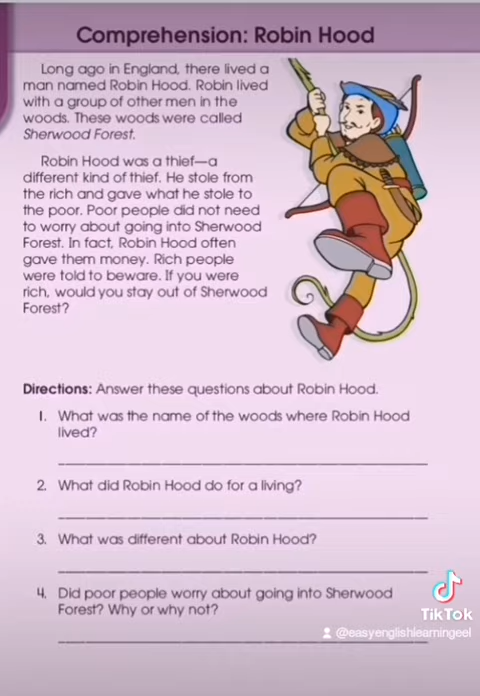 Comprehension: Robin Hood
Long ago in England, there lived a
man named Robin Hood. Robin lived
with a group of other men in the
woods. These woods were called
Sherwood Forest.
Robin Hood was a thief—a
different kind of thief. He stole from
the rich and gave what he stole to
the poor. Poor people did not need
to worry about going into Sherwood
Forest. In fact, Robin Hood often
gave them money. Rich people
were told to beware. If you were
rich, would you stay out of Sherwood
Forest?
Directions: Answer these questions about Robin Hood.
1. What was the name of the woods where Robin Hood
lived?
2. What did Robin Hood do for a living?
3. What was different about Robin Hood?
4. Did poor people worry about going into Sherwood
Forest? Why or why not?
TikTok
@easyenglishlearningeel